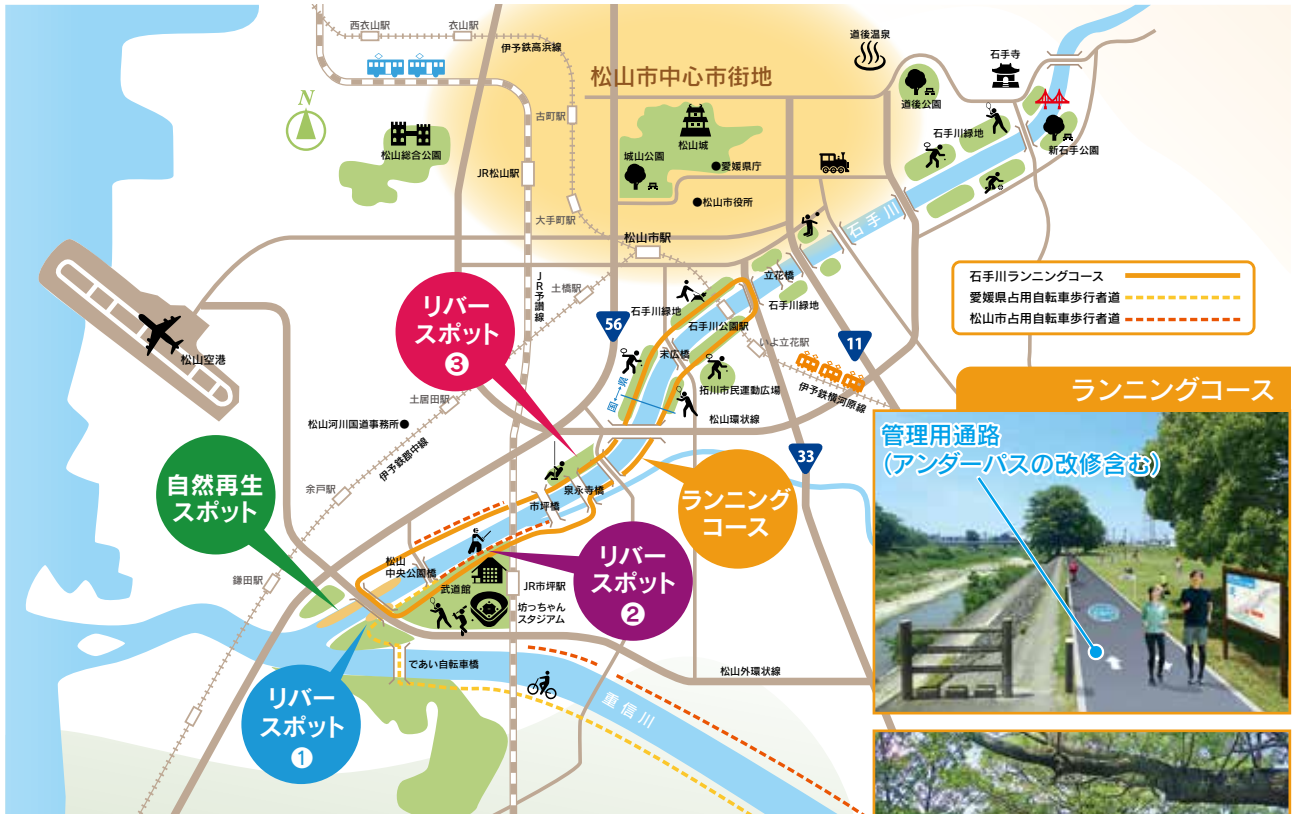 西衣山駅
衣山駅
伊予鉄高浜線
道後温泉
石手寺
松山市中心市街地
道後公園
N
古町駅
石手川緑地
新石手公園
松山総合公園
松山城
城山公園
●愛媛県庁
JR松山駅
●松山市役所
大手町駅
石手川
松山市駅
JR予讃線
土橋駅
立花橋
石手川緑地
石手川緑地
石手川公園駅
石手川ランニングコース
愛媛県占用自転車歩行者道
松山市占用自転車歩行者道
リバー
スポット
❸
56
11
いよ立花駅
末広橋
松山空港
伊予鉄横河原線
拓川市民運動広場
国←→県
土居田駅
松山環状線
松山河川国道事務所●
伊予鉄郡中線
33
自然再生
スポット
余戸駅
泉永寺橋
市坪橋
ランニング
コース
松山
中央公園橋
リバー
スポット
❷
鎌田駅
武道館
JR市坪駅
坊っちゃん
スタジアム
であい自転車橋
松山外環状線
リバー
スポット
❶
重信川
ランニングコース
管理用通路
(アンダーパスの改修含む)